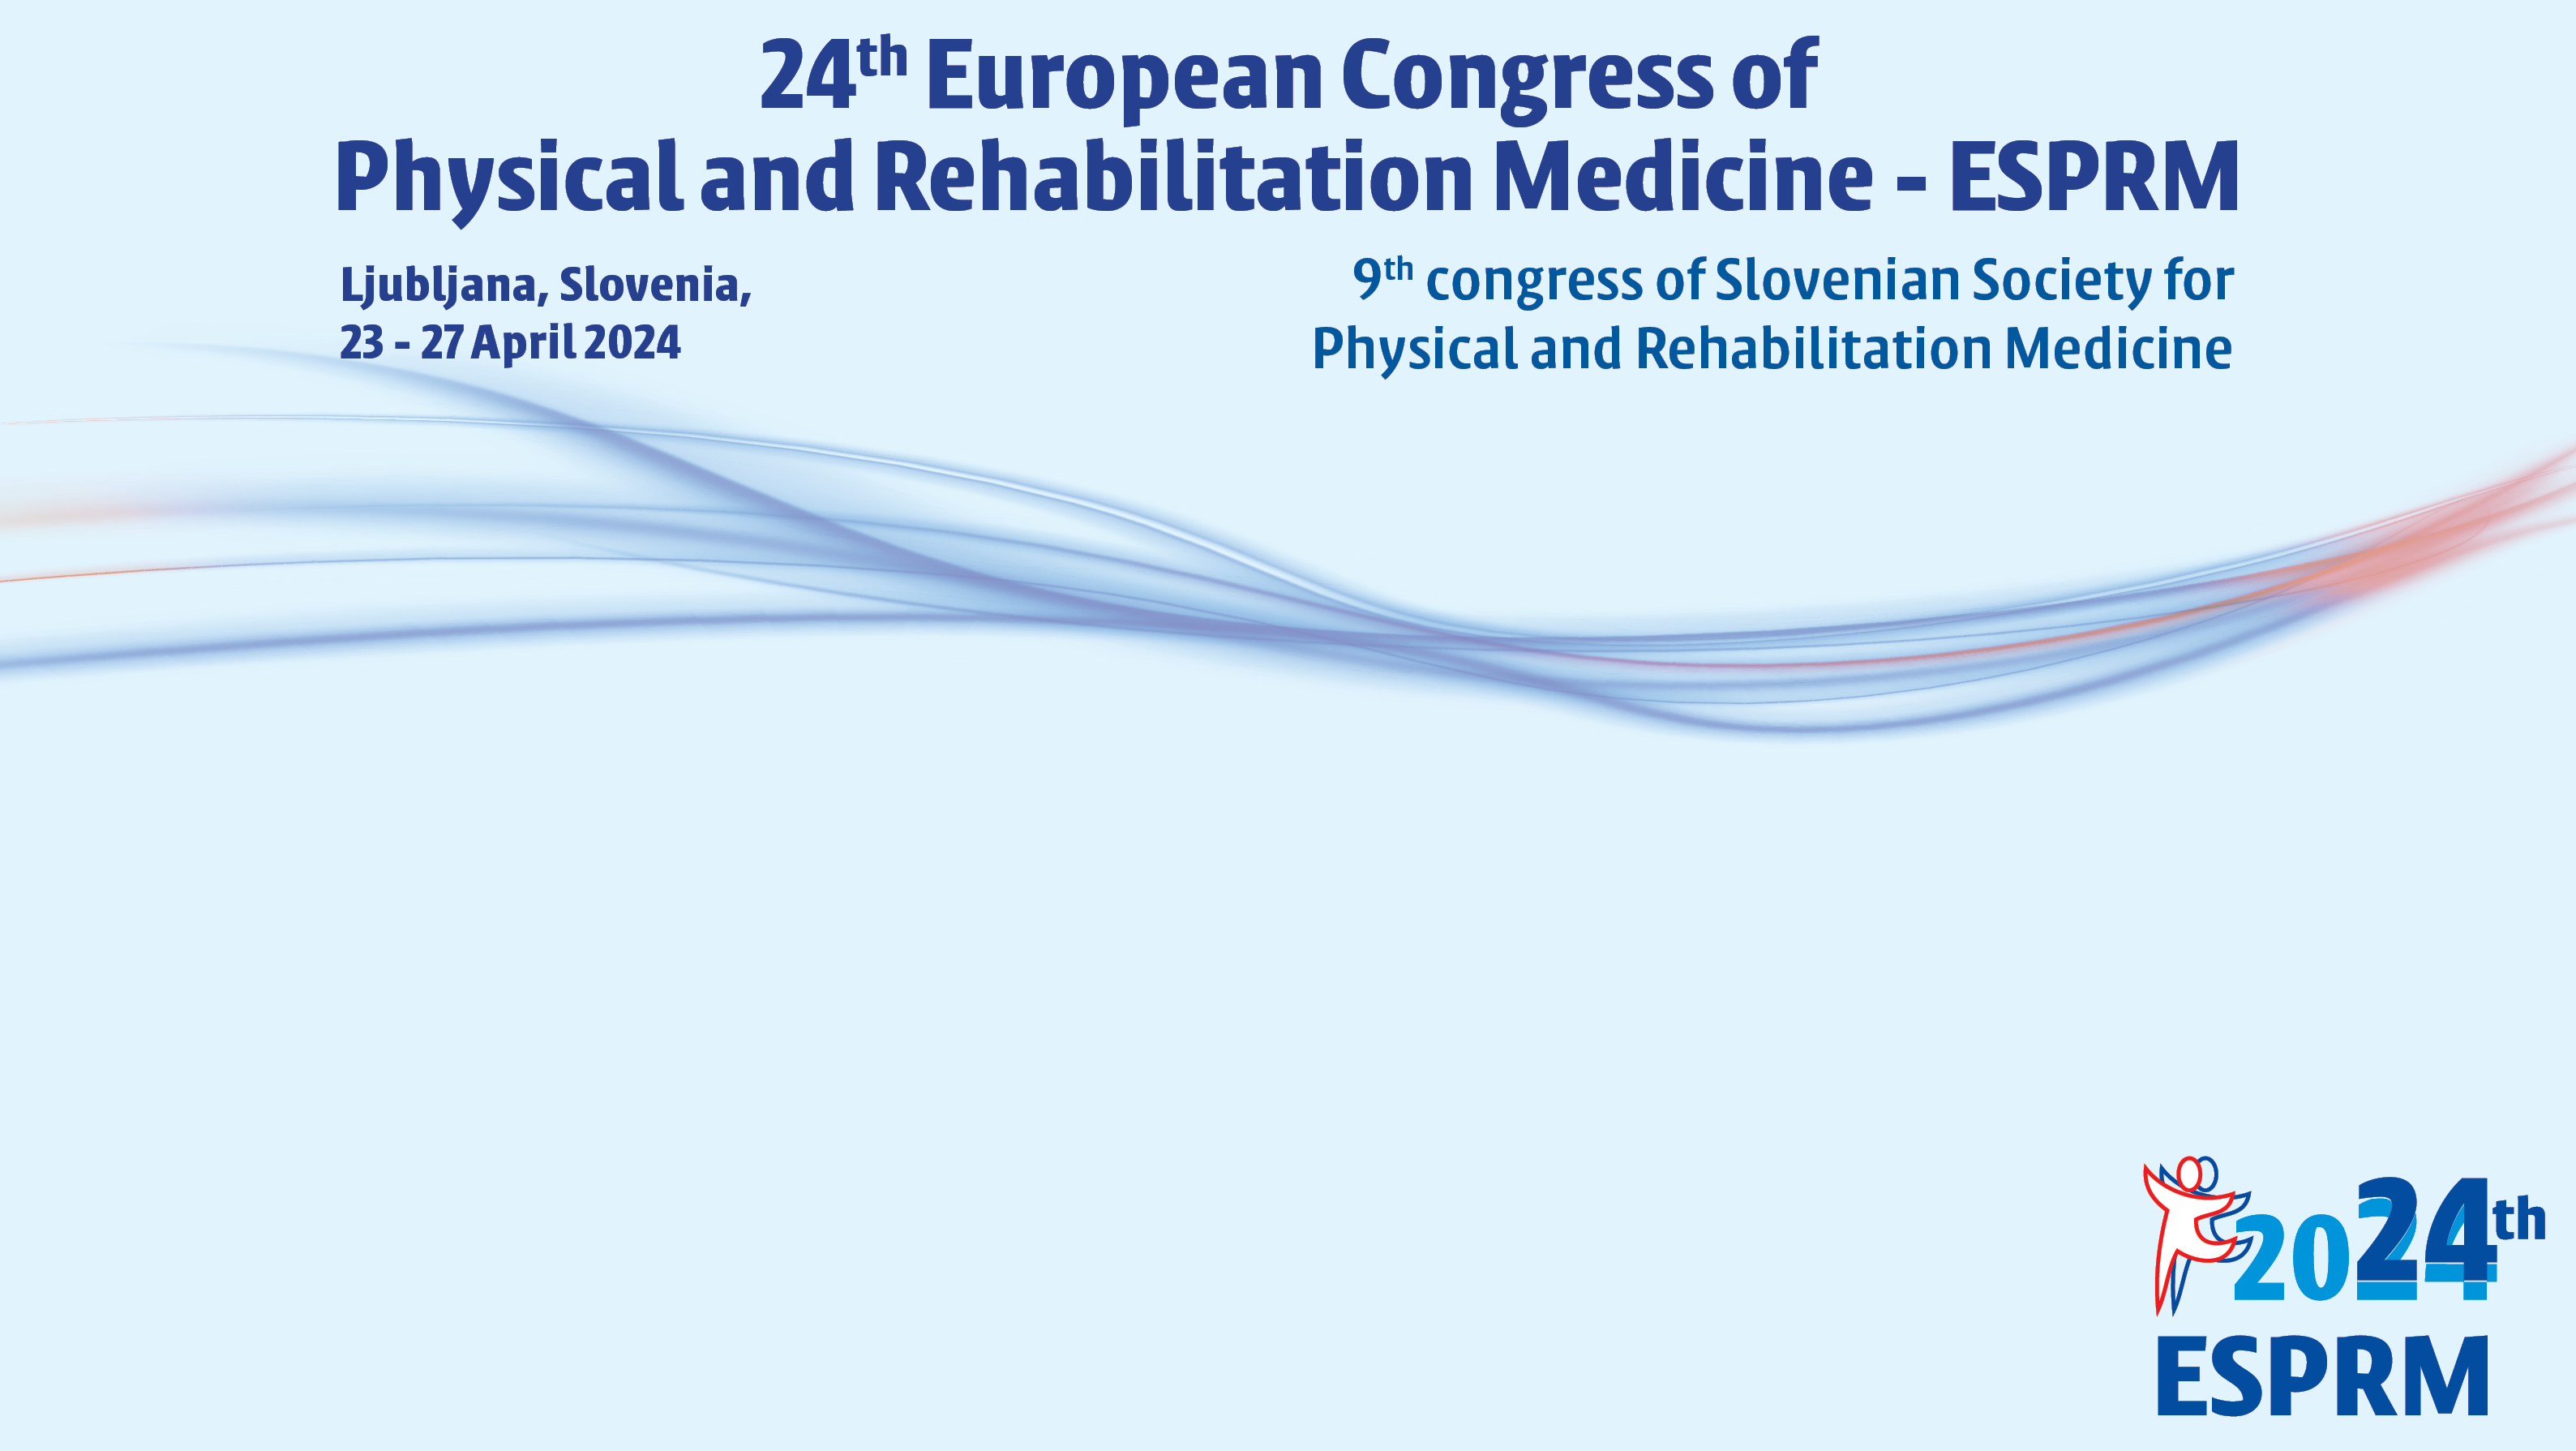 24th European Congress of
Physical and Rehabilitation Medicine - ESPRM
Ljubljana, Slovenia,
23 - 27 April 2024
9th congress of Slovenian Society for
Physical and Rehabilitation Medicine
2024th
ESPRM